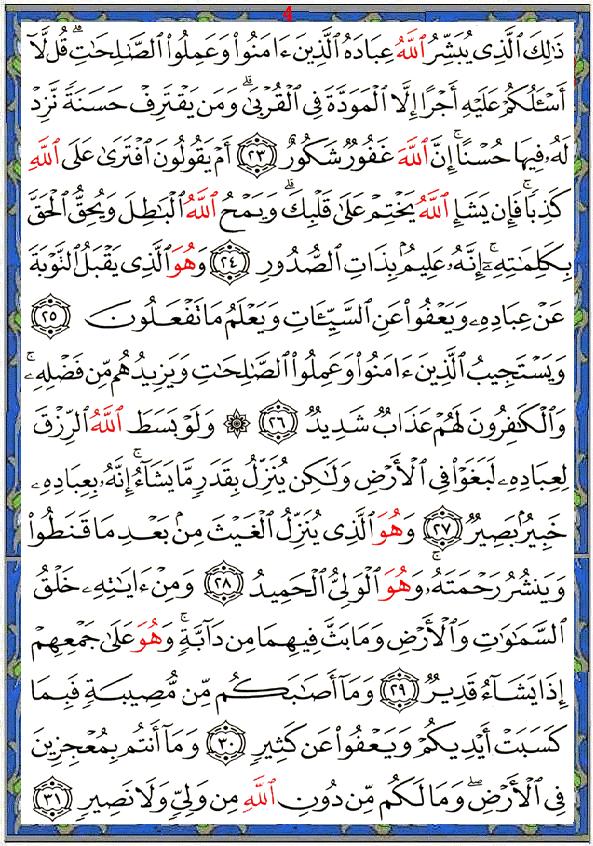 4
ذَٰلِكَ ٱلَّذِى يُبَشِّرُ ٱللَّهُ عِبَادَهُ ٱلَّذِينَ ءَامَنُوا۟ وَعَمِلُوا۟ ٱلصَّٰلِحَٰتِ ۗ قُل لَّآ
أَسْـَٔلُكُمْ عَلَيْهِ أَجْرًا إِلَّا ٱلْمَوَدَّةَ فِى ٱلْقُرْبَىٰ ۗ وَمَن يَقْتَرِفْ حَسَنَةً نَّزِدْ
لَهُۥ فِيهَا حُسْنًا ۚ إِنَّ ٱللَّهَ غَفُورٌ شَكُورٌ ٢٣ أَمْ يَقُولُونَ ٱفْتَرَىٰ عَلَى ٱللَّهِ
كَذِبًا ۖ فَإِن يَشَإِ ٱللَّهُ يَخْتِمْ عَلَىٰ قَلْبِكَ ۗ وَيَمْحُ ٱللَّهُ ٱلْبَٰطِلَ وَيُحِقُّ ٱلْحَقَّ
بِكَلِمَٰتِهِۦٓ ۚ إِنَّهُۥ عَلِيمٌۢ بِذَاتِ ٱلصُّدُورِ ٢٤ وَهُوَ ٱلَّذِى يَقْبَلُ ٱلتَّوْبَةَ
عَنْ عِبَادِهِۦ وَيَعْفُوا۟ عَنِ ٱلسَّيِّـَٔاتِ وَيَعْلَمُ مَا تَفْعَلُونَ ٢٥
وَيَسْتَجِيبُ ٱلَّذِينَ ءَامَنُوا۟ وَعَمِلُوا۟ ٱلصَّٰلِحَٰتِ وَيَزِيدُهُم مِّن فَضْلِهِۦ ۚ
وَٱلْكَٰفِرُونَ لَهُمْ عَذَابٌ شَدِيدٌ ٢٦ ۞ وَلَوْ بَسَطَ ٱللَّهُ ٱلرِّزْقَ
لِعِبَادِهِۦ لَبَغَوْا۟ فِى ٱلْأَرْضِ وَلَٰكِن يُنَزِّلُ بِقَدَرٍ مَّا يَشَآءُ ۚ إِنَّهُۥ بِعِبَادِهِۦ
خَبِيرٌۢ بَصِيرٌ ٢٧ وَهُوَ ٱلَّذِى يُنَزِّلُ ٱلْغَيْثَ مِنۢ بَعْدِ مَا قَنَطُوا۟
وَيَنشُرُ رَحْمَتَهُۥ ۚ وَهُوَ ٱلْوَلِىُّ ٱلْحَمِيدُ ٢٨ وَمِنْ ءَايَٰتِهِۦ خَلْقُ
ٱلسَّمَٰوَٰتِ وَٱلْأَرْضِ وَمَا بَثَّ فِيهِمَا مِن دَآبَّةٍ ۚ وَهُوَ عَلَىٰ جَمْعِهِمْ
إِذَا يَشَآءُ قَدِيرٌ ٢٩ وَمَآ أَصَٰبَكُم مِّن مُّصِيبَةٍ فَبِمَا
كَسَبَتْ أَيْدِيكُمْ وَيَعْفُوا۟ عَن كَثِيرٍ ٣٠ وَمَآ أَنتُم بِمُعْجِزِينَ
فِى ٱلْأَرْضِ ۖ وَمَا لَكُم مِّن دُونِ ٱللَّهِ مِن وَلِىٍّ وَلَا نَصِيرٍ ٣١